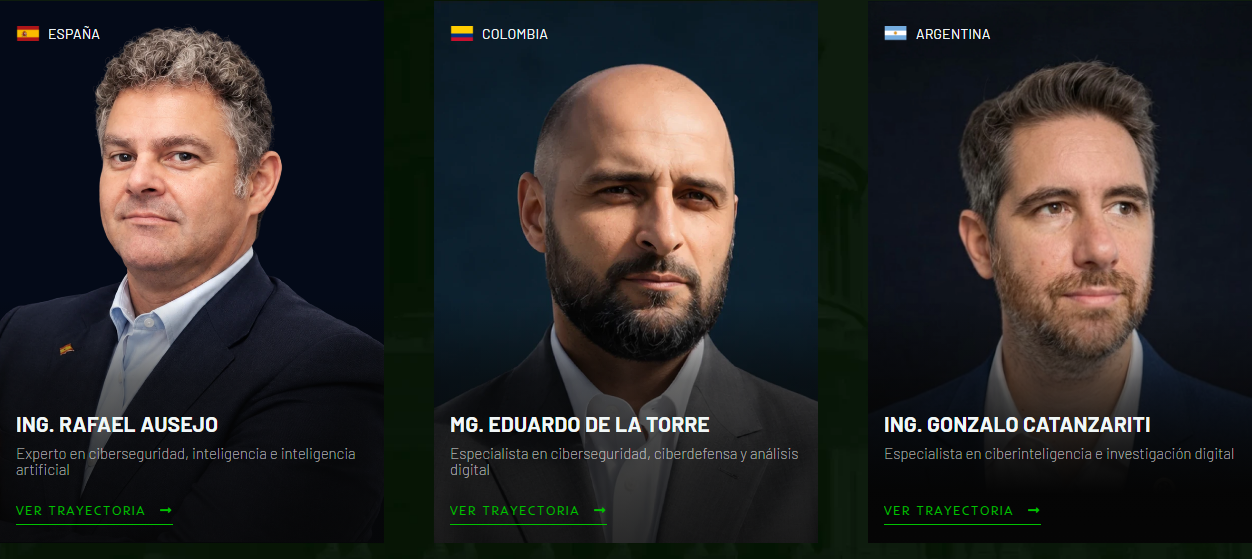 ESPAÑA
ING. RAFAEL AUSEJO
Experto en ciberseguridad, inteligencia e inteligencia
artificial
VER TRAYECTORIA →
COLOMBIA
MG. EDUARDO DE LA TORRE
Especialista en ciberseguridad, ciberdefensa y análisis
digital
VER TRAYECTORIA →
ARGENTINA
ING. GONZALO CATANZARITI
Especialista en ciberinteligencia e investigación digital
VER TRAYECTORIA →